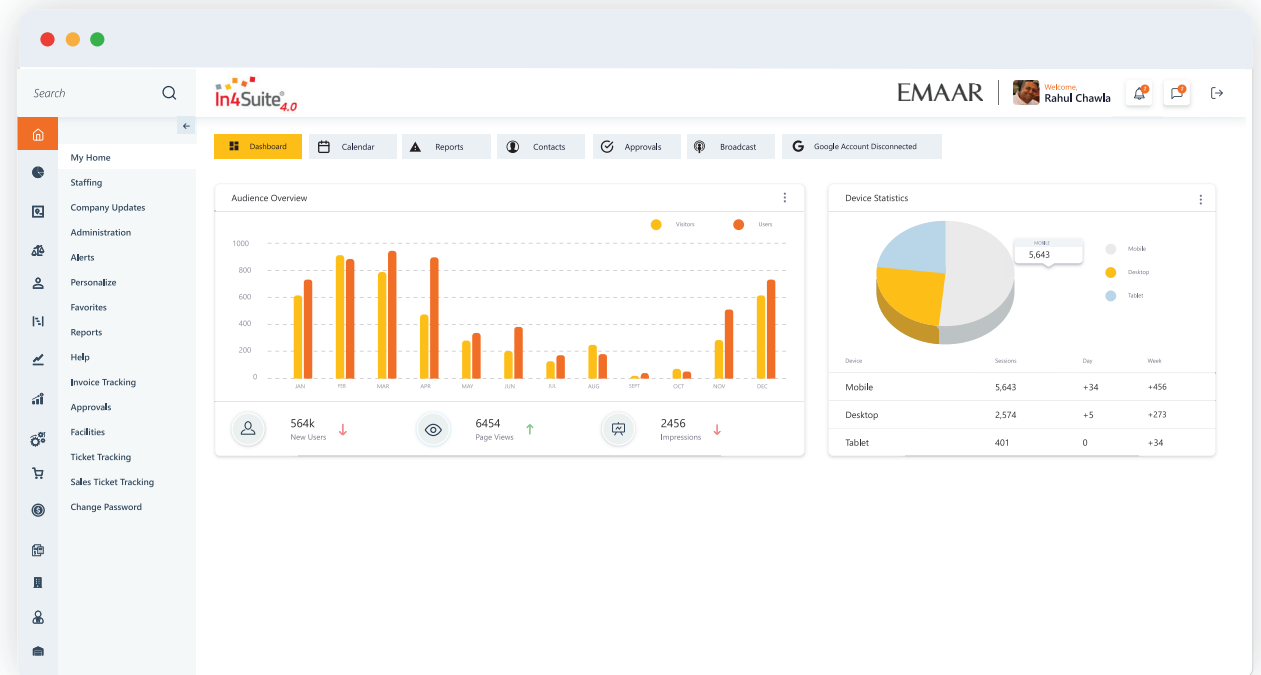 Search
In4Suite® 4.0
EMAAR
Welcome,
Rahul Chawla
My Home
Staffing
Company Updates
Administration
Alerts
Personalize
Favorites
Reports
Help
Invoice Tracking
Approvals
Facilities
Ticket Tracking
Sales Ticket Tracking
Change Password
Dashboard
Calendar
Reports
Contacts
Approvals
Broadcast
Google Account Disconnected
Audience Overview
Visitors
Users
1000
800
600
400
200
0
JAN FEB MAR APR MAY JUN JUL AUG SEPT OCT NOV DEC
564k
New Users
6454
Page Views
2456
Impressions
Device Statistics
MOBILE
5,643
Mobile
Desktop
Tablet
Device Sessions Day Week
Mobile 5,643 +34 +456
Desktop 2,574 +5 +273
Tablet 401 0 +34